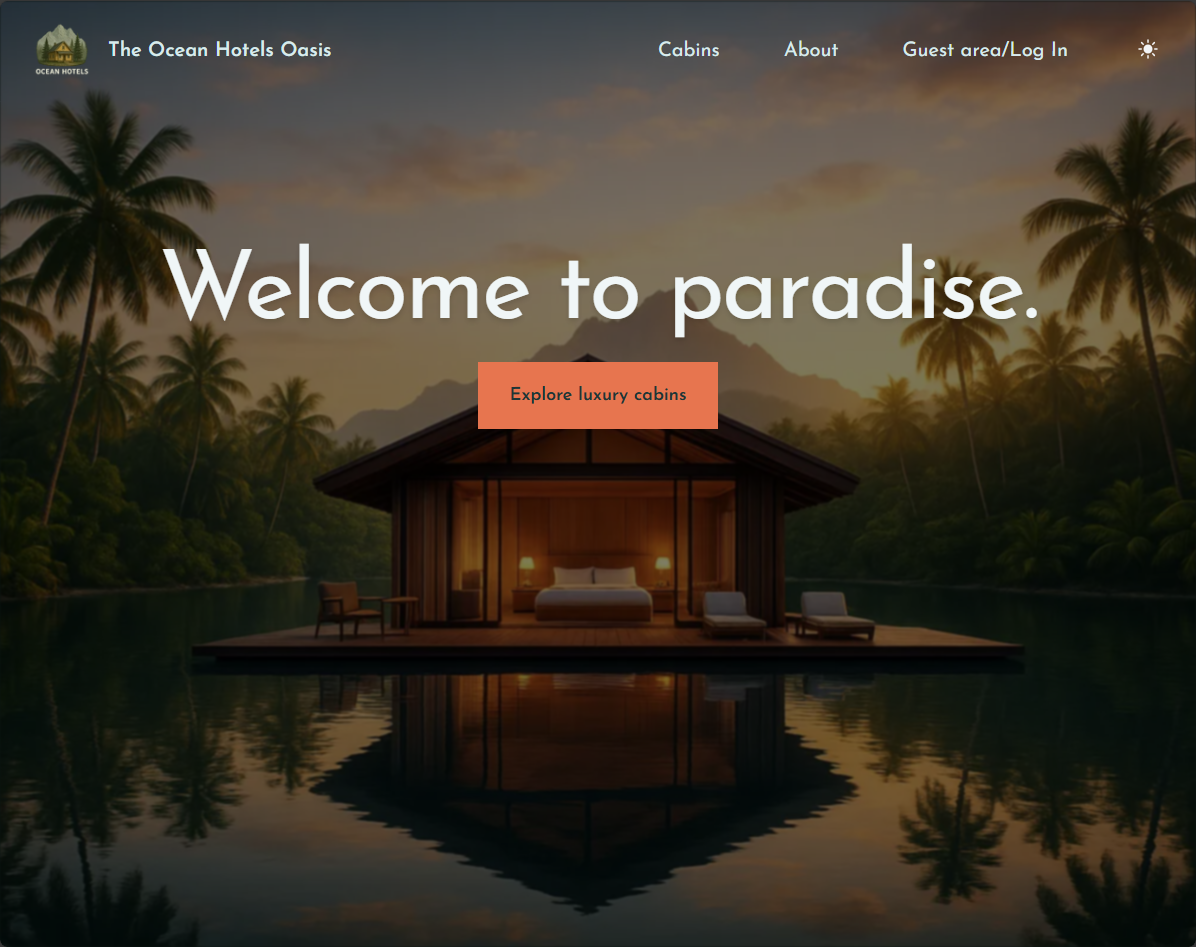 OCEAN HOTELS
The Ocean Hotels Oasis
Cabins
About
Guest area/Log In
Welcome to paradise.
Explore luxury cabins